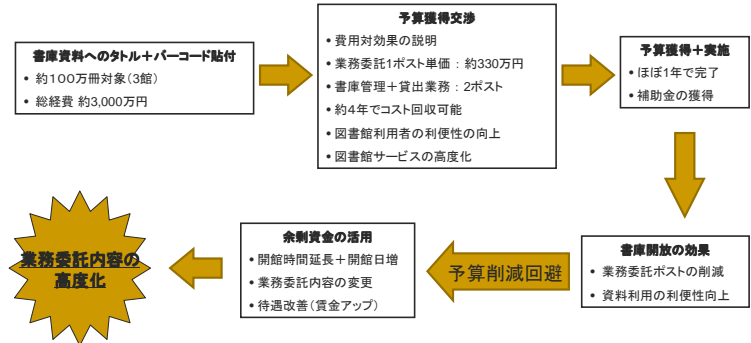 書庫資料へのタトル＋バーコード貼付
• 約100万冊対象(3館)
• 総経費 約3,000万円
予算獲得交渉
• 費用対効果の説明
• 業務委託1ポスト単価：約330万円
• 書庫管理＋貸出業務：2ポスト
• 約4年でコスト回収可能
• 図書館利用者の利便性の向上
• 図書館サービスの高度化
予算獲得＋実施
• ほぼ1年で完了
• 補助金の獲得
書庫開放の効果
• 業務委託ポストの削減
• 資料利用の利便性向上
予算削減回避
余剰資金の活用
• 開館時間延長＋開館日増
• 業務委託内容の変更
• 待遇改善(賃金アップ)
業務委託内容の
高度化